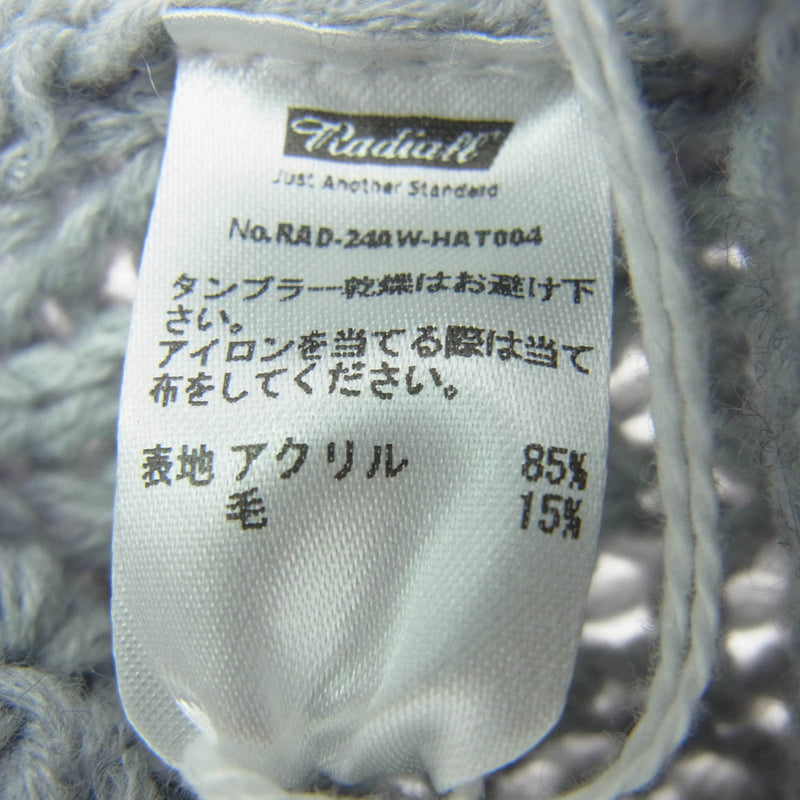 Radiall
Just Another Standard
No.RAD-24AW-HAT004
タンブラー乾燥はお避け下
さい。
アイロンを当てる際は当て
布をしてください。
表地 アクリル 85%
毛 15%